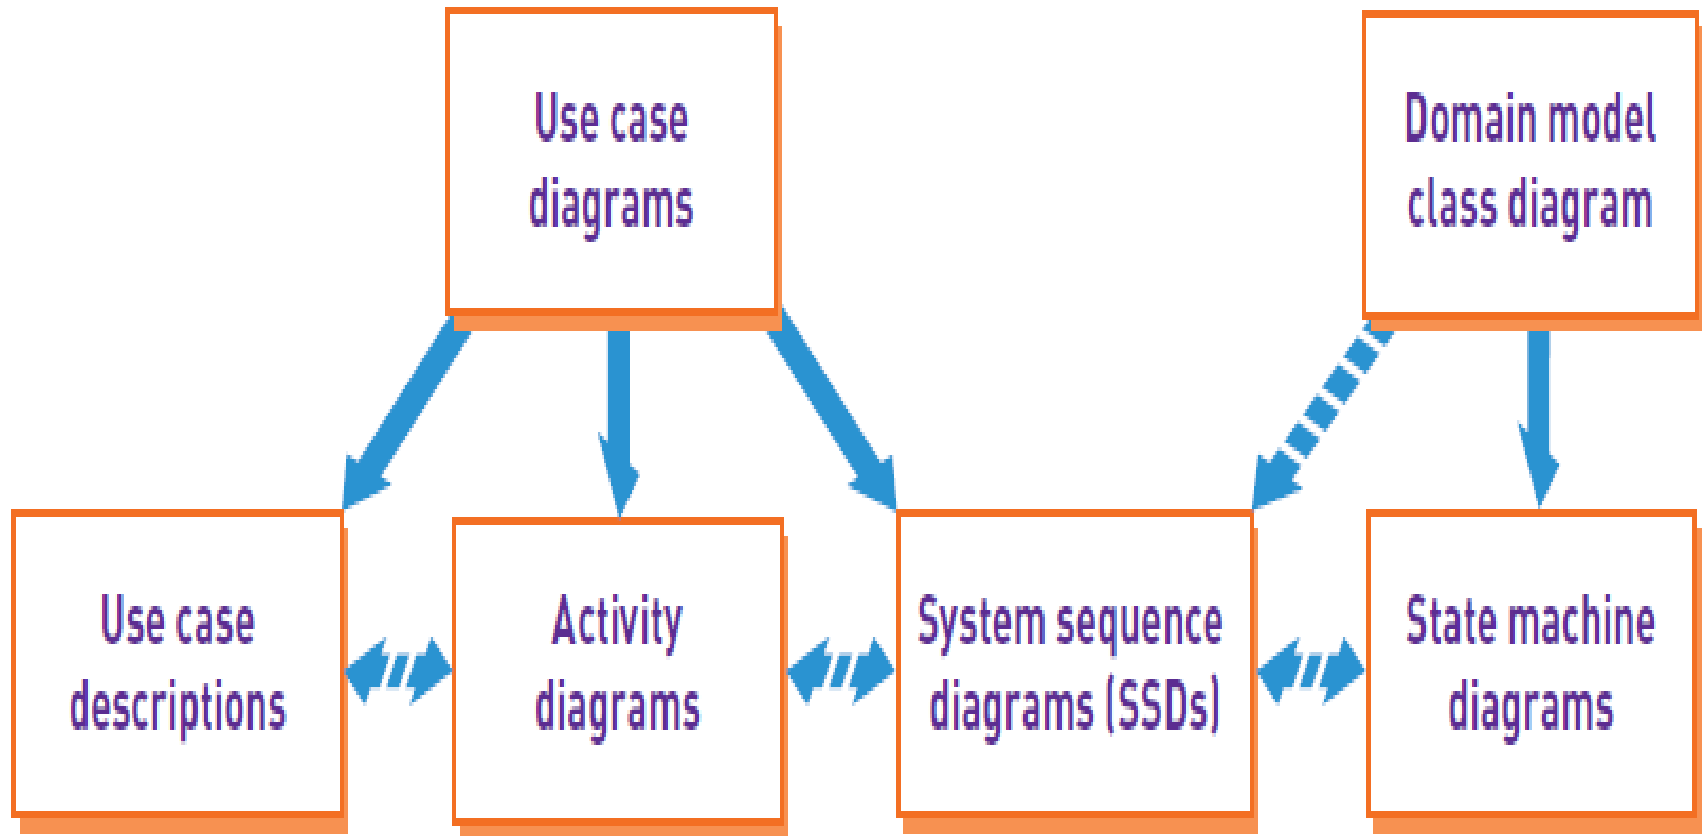 Use case
diagrams
Domain model
class diagram
Use case
descriptions
Activity
diagrams
System sequence
diagrams (SSDs)
State machine
diagrams